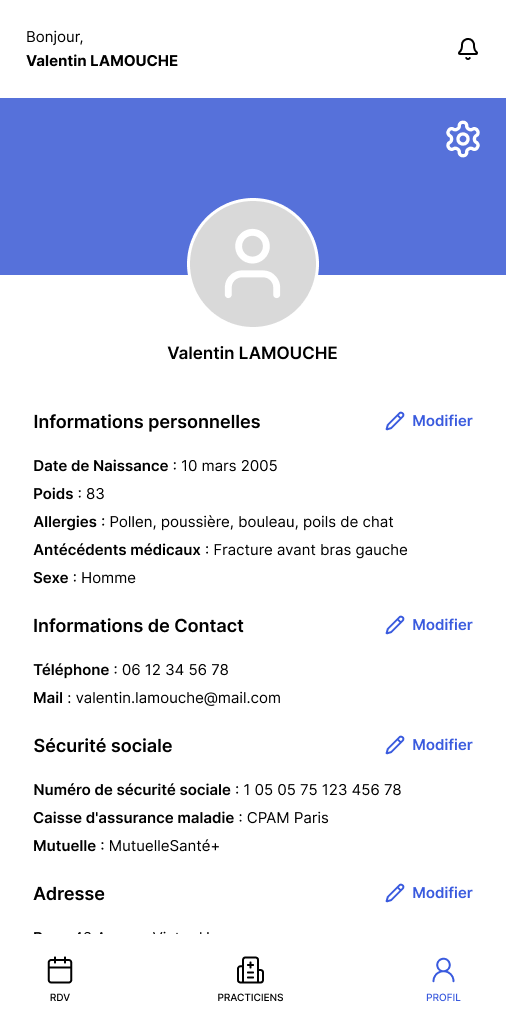 Bonjour,
Valentin LAMOUCHE
Valentin LAMOUCHE
Informations personnelles
Modifier
Date de Naissance : 10 mars 2005
Poids : 83
Allergies : Pollen, poussière, bouleau, poils de chat
Antécédents médicaux : Fracture avant bras gauche
Sexe : Homme
Informations de Contact
Modifier
Téléphone : 06 12 34 56 78
Mail : valentin.lamouche@mail.com
Sécurité sociale
Modifier
Numéro de sécurité sociale : 1 05 05 75 123 456 78
Caisse d'assurance maladie : CPAM Paris
Mutuelle : MutuelleSanté+
Adresse
Modifier
RDV
PRACTICIENS
PROFIL